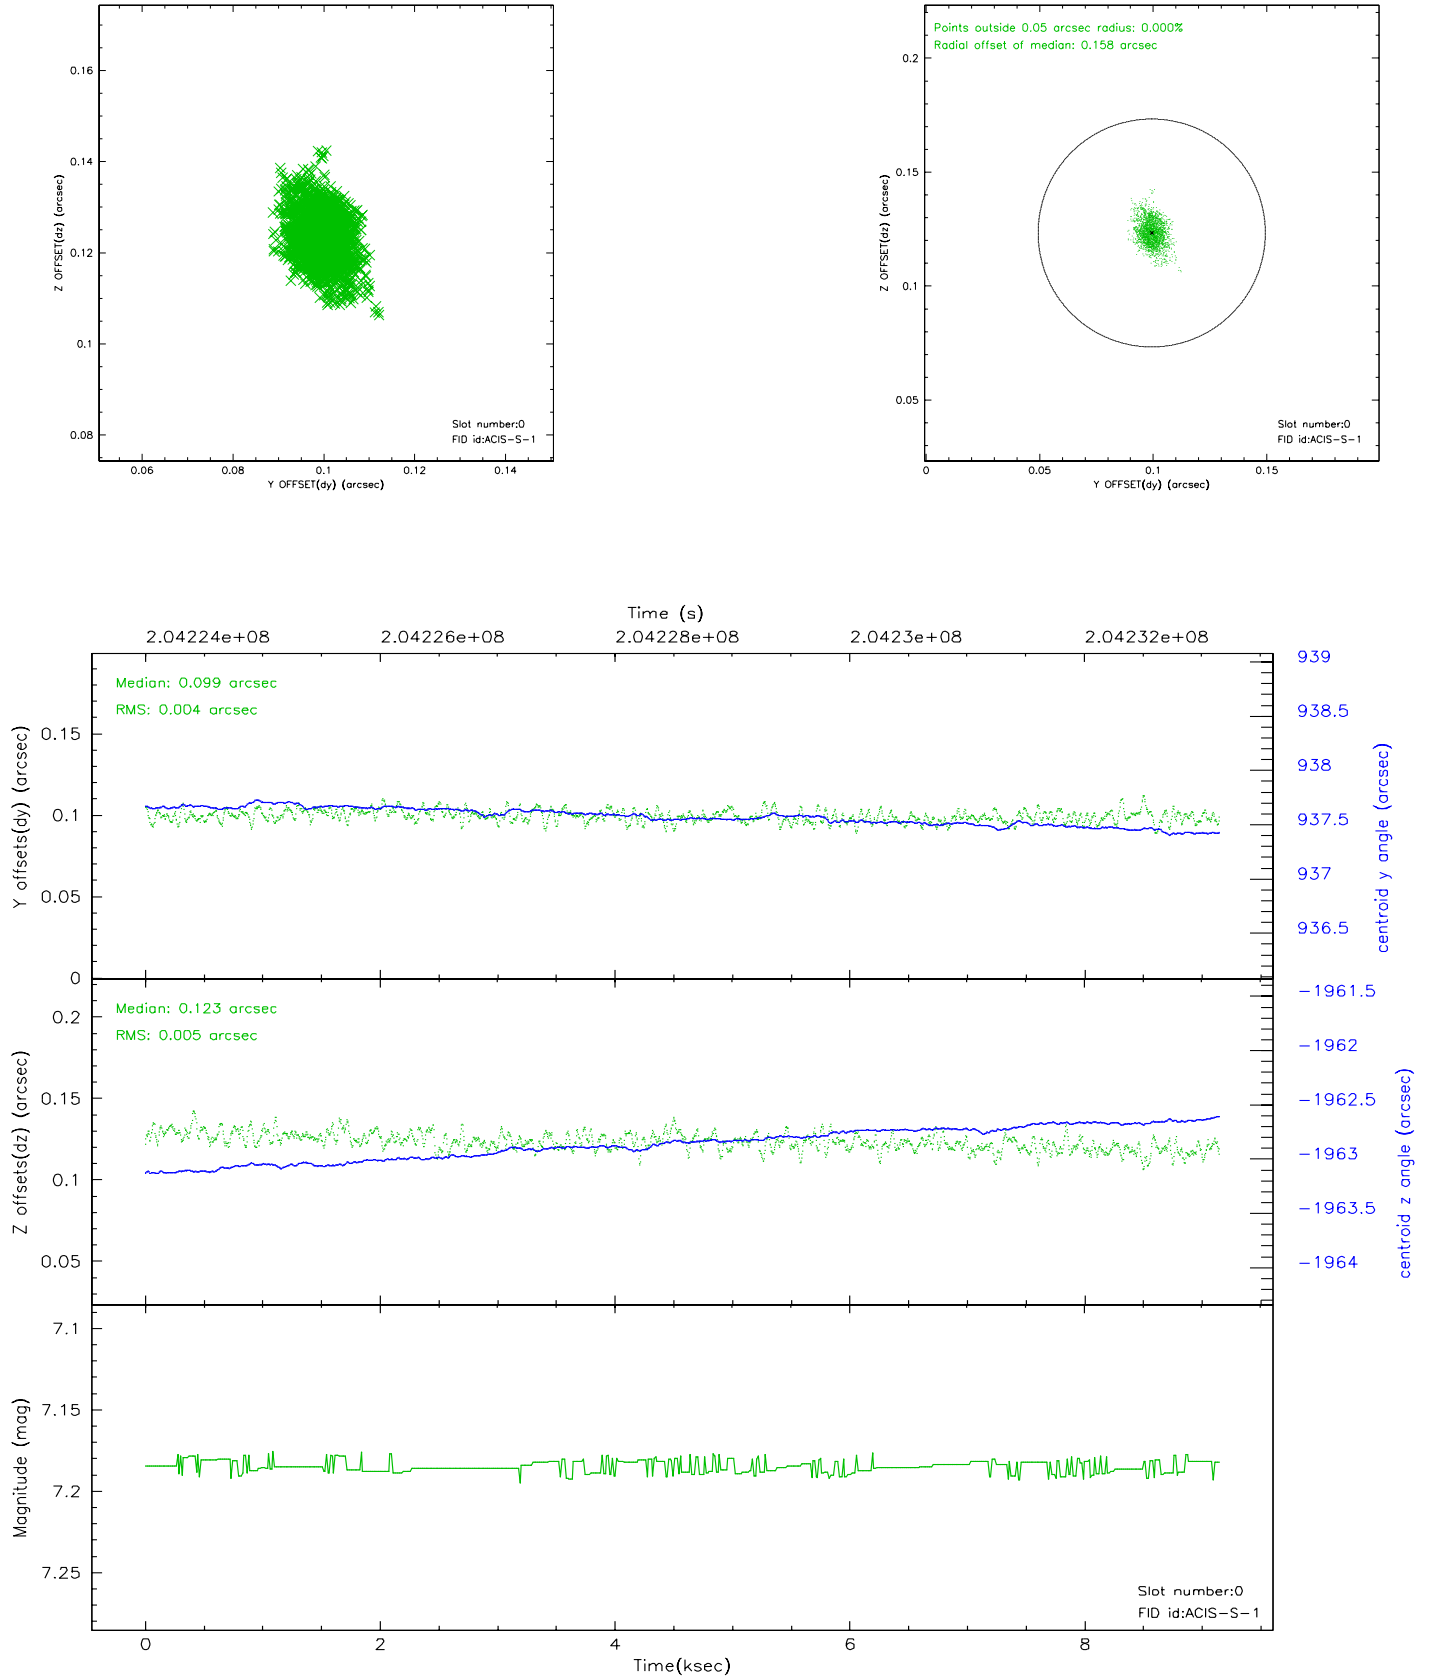 0.16
0.14
0.12
0.1
0.08
Z OFFSET(dz) (arcsec)
Slot number:0
FID id:ACIS-S-1
0.06
0.08
0.1
0.12
0.14
Y OFFSET(dy) (arcsec)
Points outside 0.05 arcsec radius: 0.000%
Radial offset of median: 0.158 arcsec
0.2
0.15
0.1
0.05
Z OFFSET(dz) (arcsec)
Slot number:0
FID id:ACIS-S-1
0
0.05
0.1
0.15
Y OFFSET(dy) (arcsec)
Time (s)
2.04224e+08
2.04226e+08
2.04228e+08
2.0423e+08
2.04232e+08
Median: 0.099 arcsec
RMS: 0.004 arcsec
0.15
0.1
0.05
0
Y offsets(dy) (arcsec)
939
938.5
938
937.5
937
936.5
centroid y angle (arcsec)
Median: 0.123 arcsec
RMS: 0.005 arcsec
0.2
0.15
0.1
0.05
Z offsets(dz) (arcsec)
-1961.5
-1962
-1962.5
-1963
-1963.5
-1964
centroid z angle (arcsec)
7.1
7.15
7.2
7.25
Magnitude (mag)
Slot number:0
FID id:ACIS-S-1
0
2
4
6
8
Time(ksec)